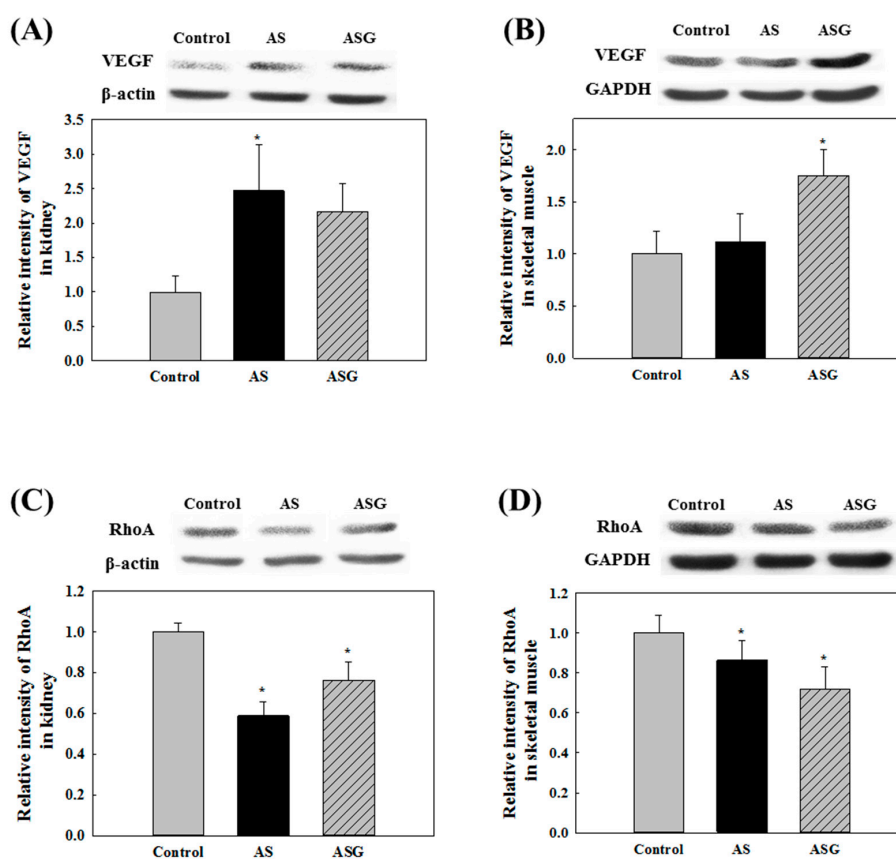 (A)
Control AS ASG
VEGF
β-actin
Relative intensity of VEGF
in kidney
3.5
3.0
2.5
2.0
1.5
1.0
0.5
0.0
*
Control AS ASG
(B)
Control AS ASG
VEGF
GAPDH
Relative intensity of VEGF
in skeletal muscle
2.0
1.5
1.0
0.5
0.0
*
Control AS ASG
(C)
Control AS ASG
RhoA
β-actin
Relative intensity of RhoA
in kidney
1.2
1.0
0.8
0.6
0.4
0.2
0.0
*
*
Control AS ASG
(D)
Control AS ASG
RhoA
GAPDH
Relative intensity of RhoA
in skeletal muscle
1.2
1.0
0.8
0.6
0.4
0.2
0.0
*
*
Control AS ASG